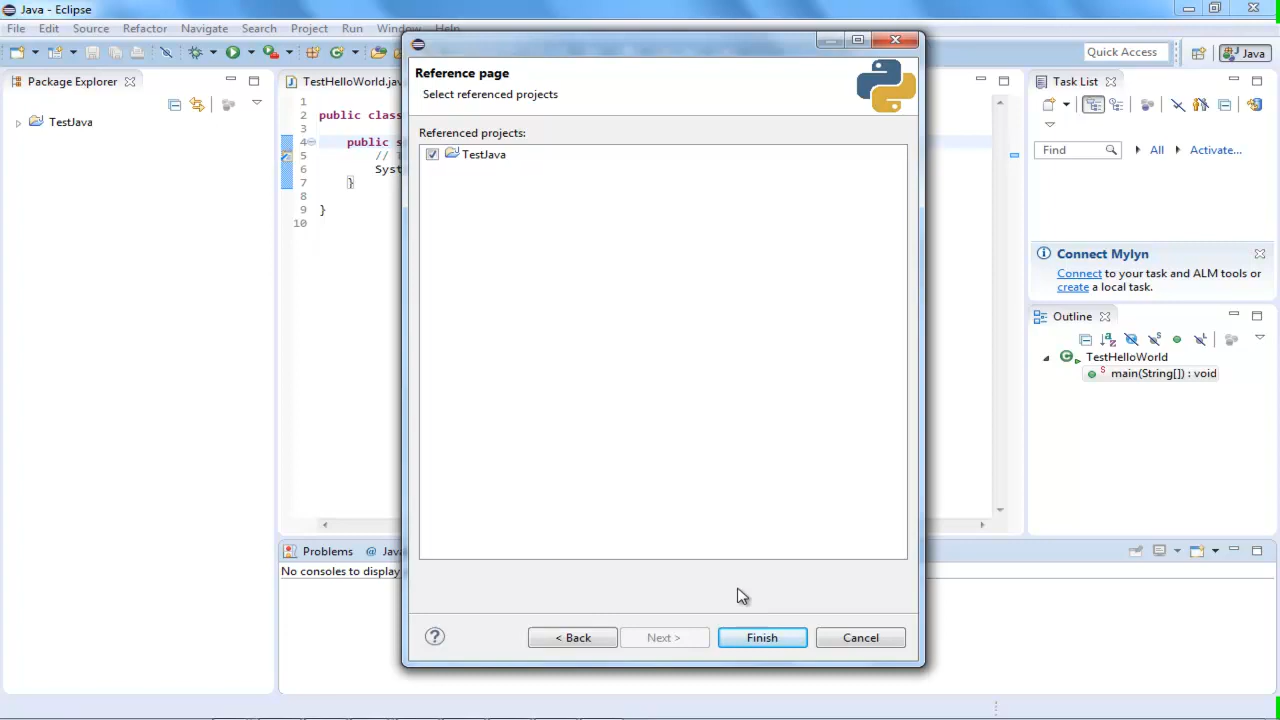 Java - Eclipse
File Edit Source Refactor Navigate Search Project Run Window Help
Quick Access
Java
Package Explorer
TestJava
TestHelloWorld.jav
1
2 public class
3
4 public s
5 // T
6 Syst
7 }
8
9 }
10
Reference page
Select referenced projects
Referenced projects:
TestJava
< Back Next > Finish Cancel
Task List
Find All Activate...
Connect Mylyn
Connect to your task and ALM tools or
create a local task.
Outline
TestHelloWorld
main(String[]) : void
Problems @ Jav
No consoles to display